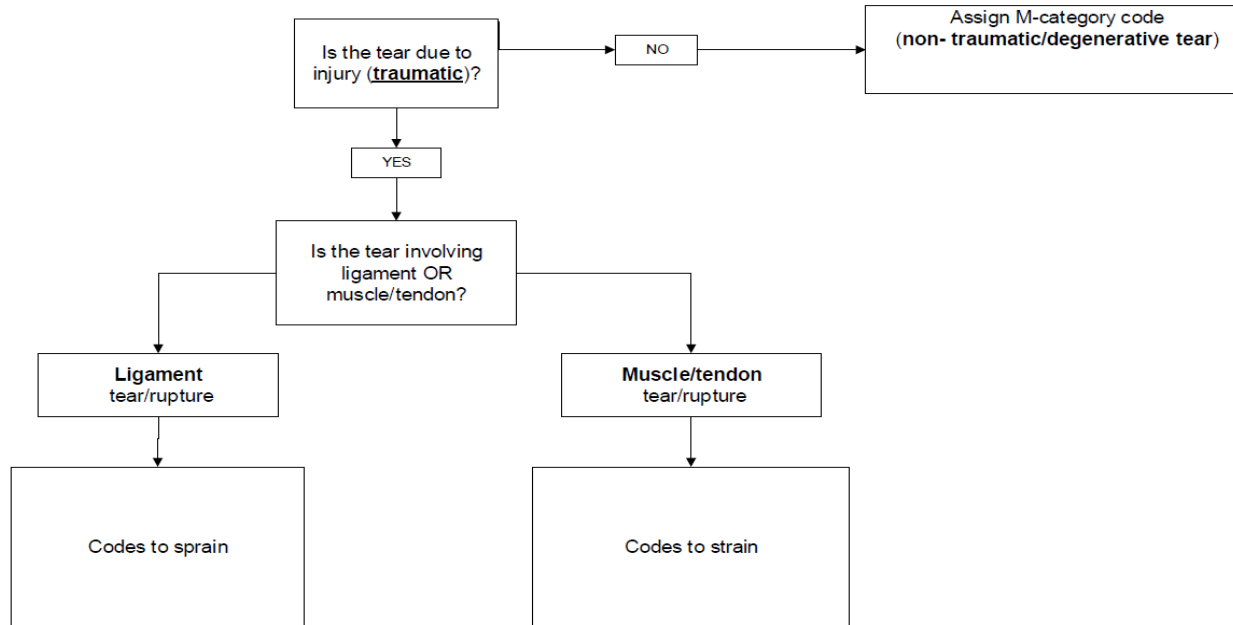 Is the tear due to
injury (traumatic)?
NO
Assign M-category code
(non- traumatic/degenerative tear)
YES
Is the tear involving
ligament OR
muscle/tendon?
Ligament
tear/rupture
Muscle/tendon
tear/rupture
Codes to sprain
Codes to strain